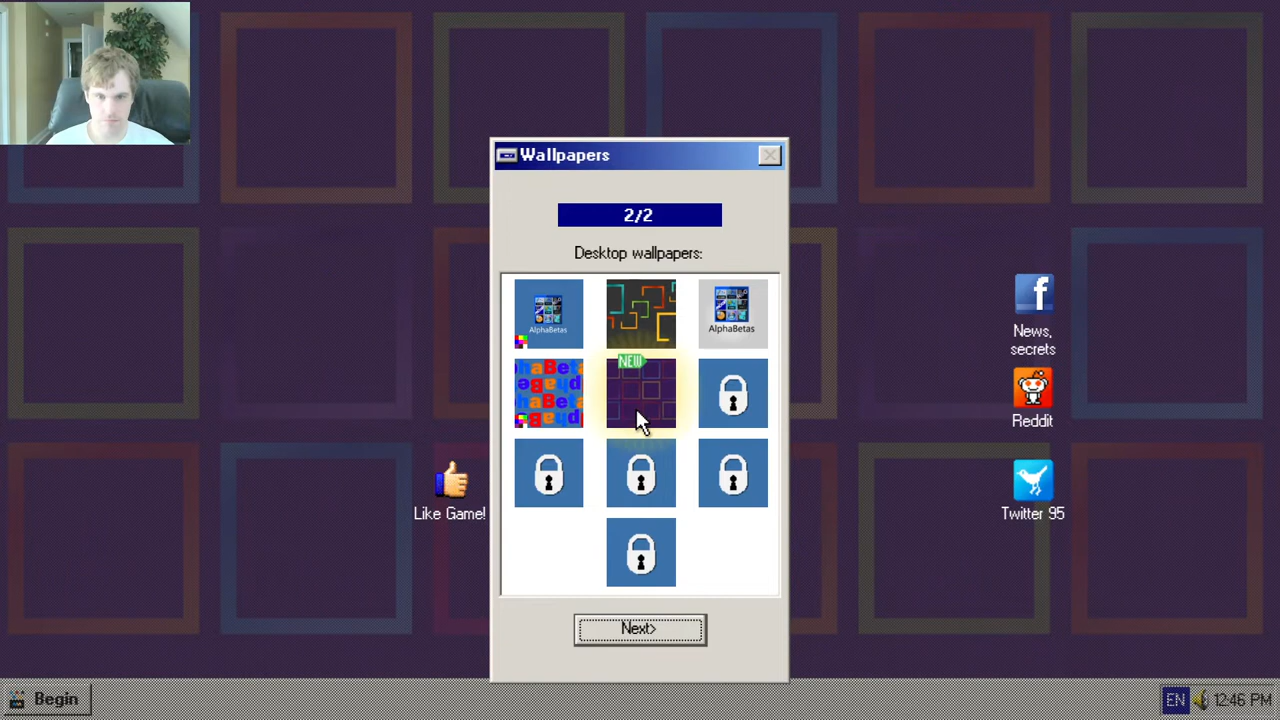 Wallpapers
2/2
Desktop wallpapers:
AlphaBetas
AlphaBetas
NEW
News,
secrets
Reddit
Like Game!
Twitter 95
Next>
Begin
EN
12:46 PM